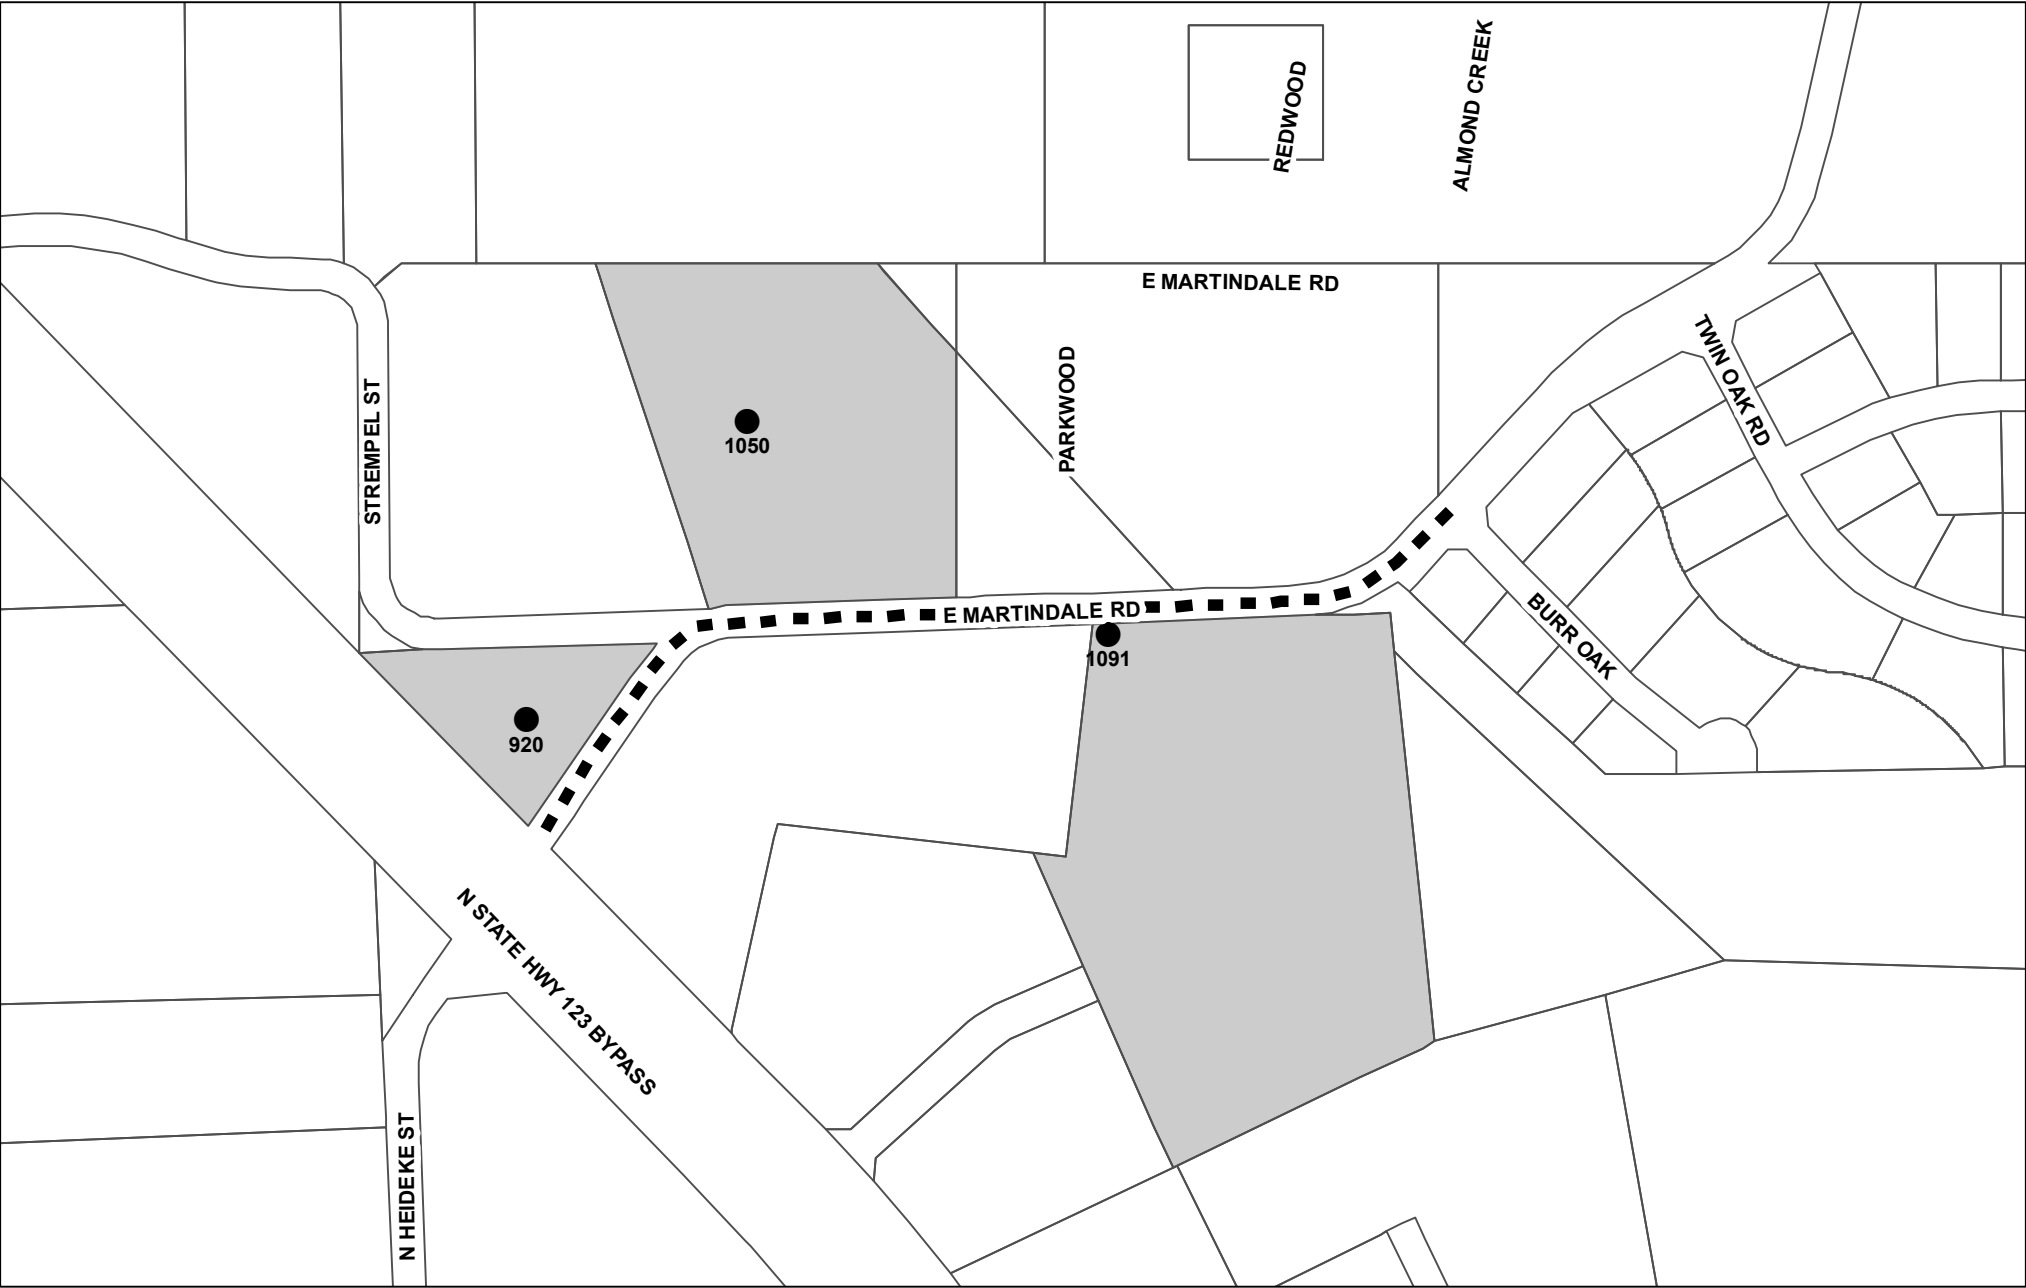 REDWOOD
ALMOND CREEK
E MARTINDALE RD
TWIN OAK RD
PARKWOOD
STREMPEL ST
1050
E MARTINDALE RD
BURR OAK
1091
920
N STATE HWY 123 BYPASS
N HEIDEKE ST